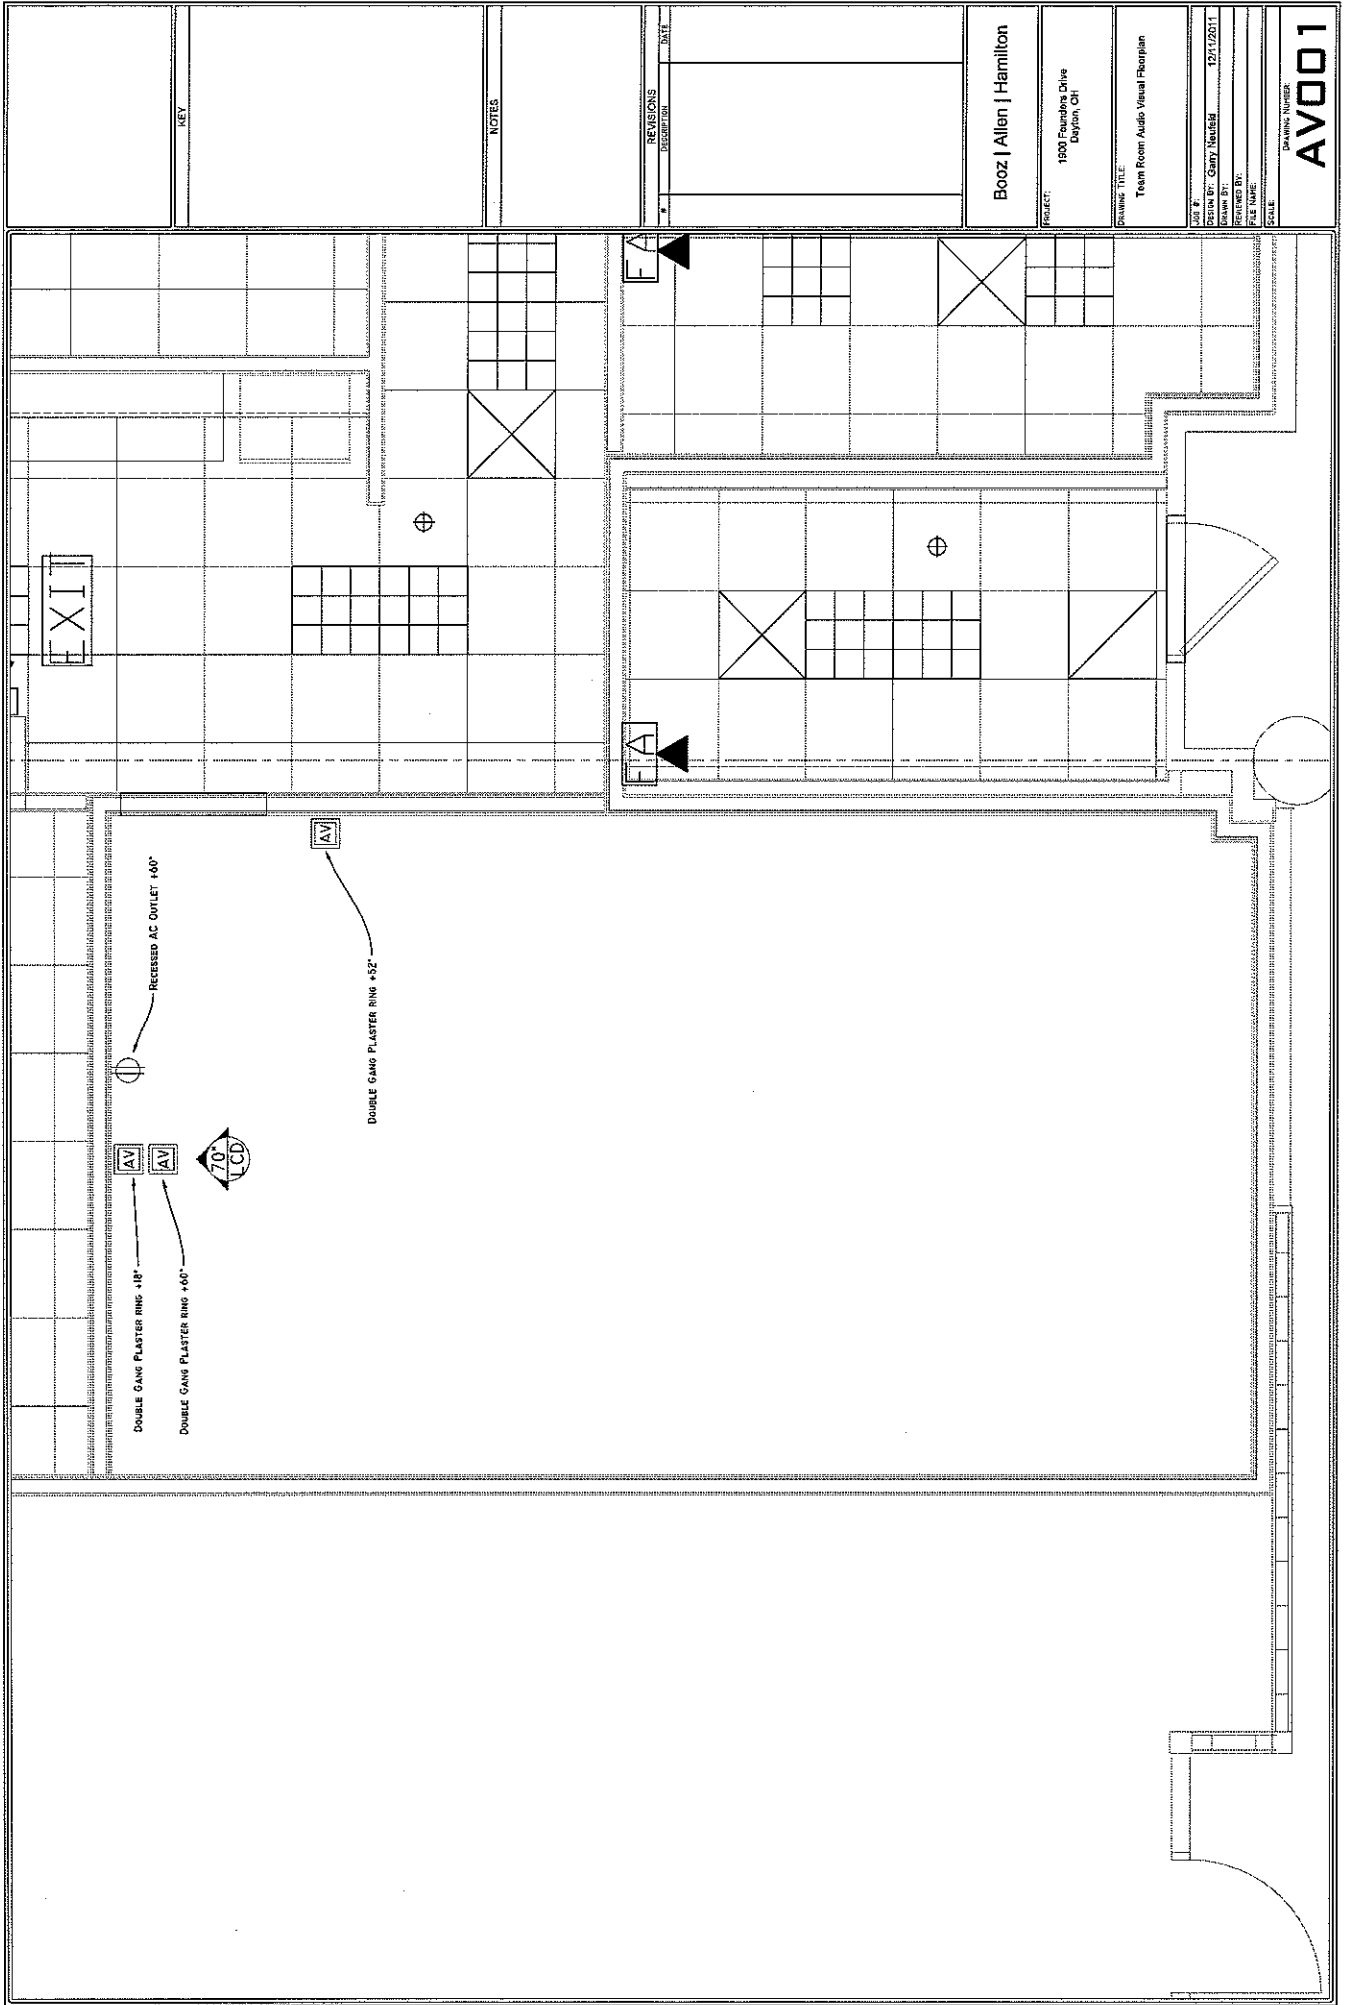 KEY
NOTES
REVISIONS
# DESCRIPTION DATE
Booz | Allen | Hamilton
PROJECT:
1900 Founders Drive
Dayton, OH
DRAWING TITLE:
Team Room Audio Visual Floorplan
JOB #:
DESIGN BY: Garry Neufeld 12/11/2011
DRAWN BY:
REVIEWED BY:
FILE NAME:
SCALE:
DRAWING NUMBER:
AV001
EXIT
FA
FA
AV
RECESSED AC OUTLET +60"
DOUBLE GANG PLASTER RING +52"
AV
AV
70"
LCD
DOUBLE GANG PLASTER RING +18"
DOUBLE GANG PLASTER RING +60"